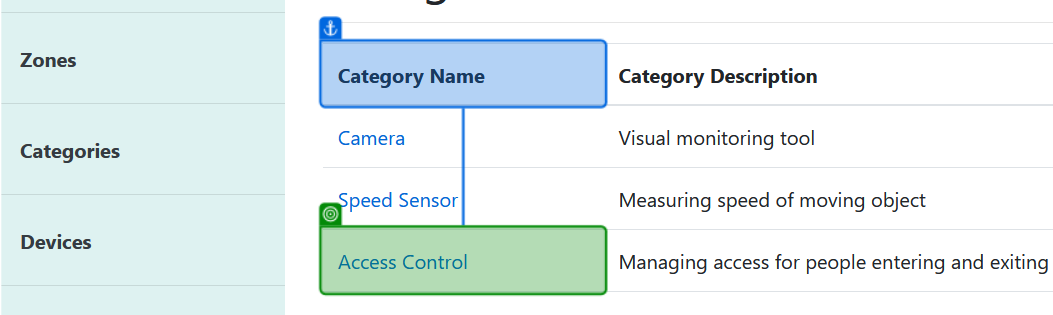 Zones
Categories
Devices
Category Name Category Description
Camera Visual monitoring tool
Speed Sensor Measuring speed of moving object
Access Control Managing access for people entering and exiting